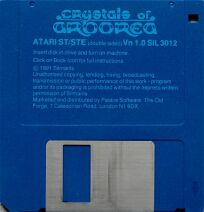 crystals of
ARBOREA
ATARI ST/STE (double sided) Vn 1.0 SIL 3012
Insert disk in drive and turn on machine.
Click on Book icon for full instructions.
© 1991 Silmarils
Unauthorised copying, lending, hiring, broadcasting,
transmission or public performance of this work - program
and/or its packaging is prohibited without the express written
permission of Silmarils.
Marketed and distributed by Palace Software, The Old
Forge, 7 Caledonian Road, London N1 9DX.